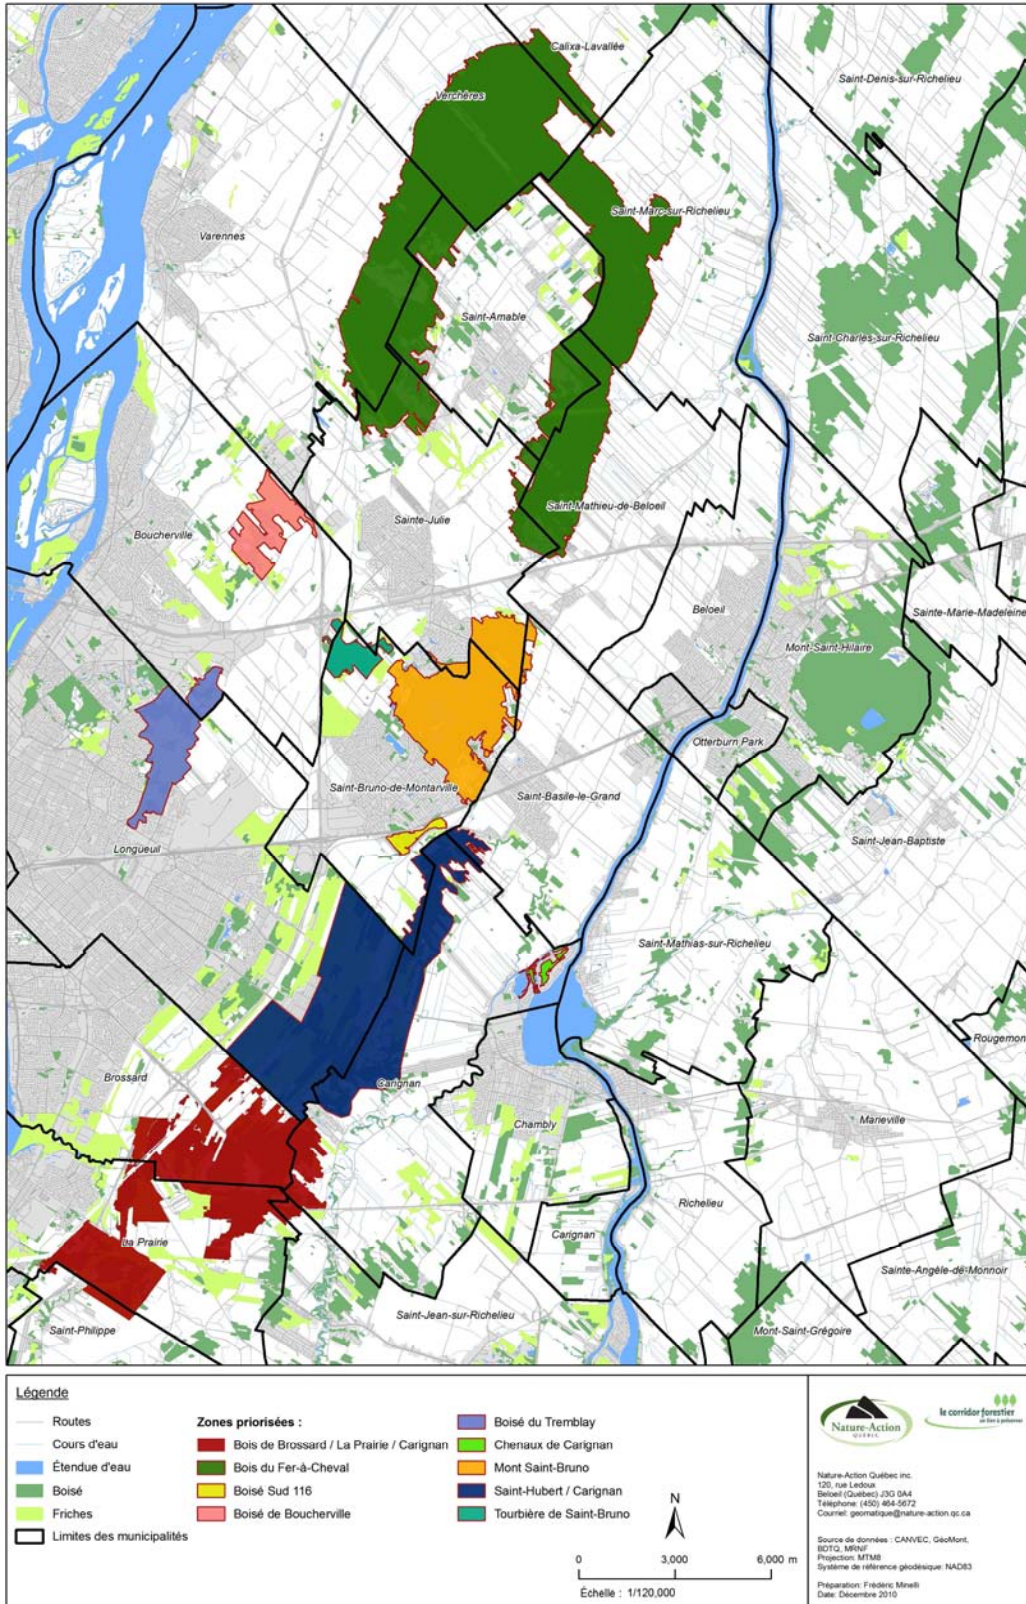 Calixa-Lavallée
Saint-Denis-sur-Richelieu
Verchères
Saint-Marc-sur-Richelieu
Varennes
Saint-Amable
Saint-Charles-sur-Richelieu
Saint-Mathieu-de-Beloeil
Sainte-Julie
Boucherville
Beloeil
Sainte-Marie-Madeleine
Mont-Saint-Hilaire
Otterburn Park
Saint-Bruno-de-Montarville
Saint-Basile-le-Grand
Longueuil
Saint-Jean-Baptiste
Saint-Mathias-sur-Richelieu
Rougemont
Brossard
Carignan
Chambly
Marieville
Richelieu
La Prairie
Carignan
Sainte-Angèle-de-Monnoir
Saint-Jean-sur-Richelieu
Saint-Philippe
Mont-Saint-Grégoire
Légende
Routes
Cours d'eau
Étendue d'eau
Boisé
Friches
Limites des municipalités
Zones priorisées :
Bois de Brossard / La Prairie / Carignan
Bois du Fer-à-Cheval
Boisé Sud 116
Boisé de Boucherville
Boisé du Tremblay
Chenaux de Carignan
Mont Saint-Bruno
Saint-Hubert / Carignan
Tourbière de Saint-Bruno
N
0 3,000 6,000 m
Échelle : 1/120,000
Nature-Action
QUÉBEC
le corridor forestier
un lien à préserver
Nature-Action Québec inc.
120, rue Ledoux
Beloeil (Québec) J3G 0A4
Téléphone: (450) 464-5672
Courriel: geomatique@nature-action.qc.ca
Source de données : CANVEC, GéoMont,
BDTQ, MRNF
Projection: MTM8
Système de référence géodésique: NAD83
Préparation: Frédéric Minelli
Date: Décembre 2010